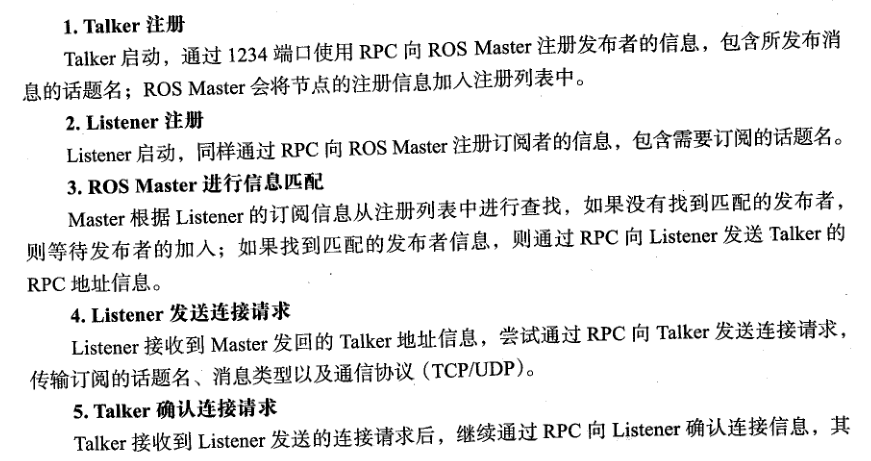 1. Talker 注册
Talker 启动，通过 1234 端口使用 RPC 向 ROS Master 注册发布者的信息，包含所发布消
息的话题名；ROS Master 会将节点的注册信息加入注册列表中。
2. Listener 注册
Listener 启动，同样通过 RPC 向 ROS Master 注册订阅者的信息，包含需要订阅的话题名。
3. ROS Master 进行信息匹配
Master 根据 Listener 的订阅信息从注册列表中进行查找，如果没有找到匹配的发布者，
则等待发布者的加入；如果找到匹配的发布者信息，则通过 RPC 向 Listener 发送 Talker 的
RPC 地址信息。
4. Listener 发送连接请求
Listener 接收到 Master 发回的 Talker 地址信息，尝试通过 RPC 向 Talker 发送连接请求，
传输订阅的话题名、消息类型以及通信协议（TCP/UDP）。
5. Talker 确认连接请求
Talker 接收到 Listener 发送的连接请求后，继续通过 RPC 向 Listener 确认连接信息，其